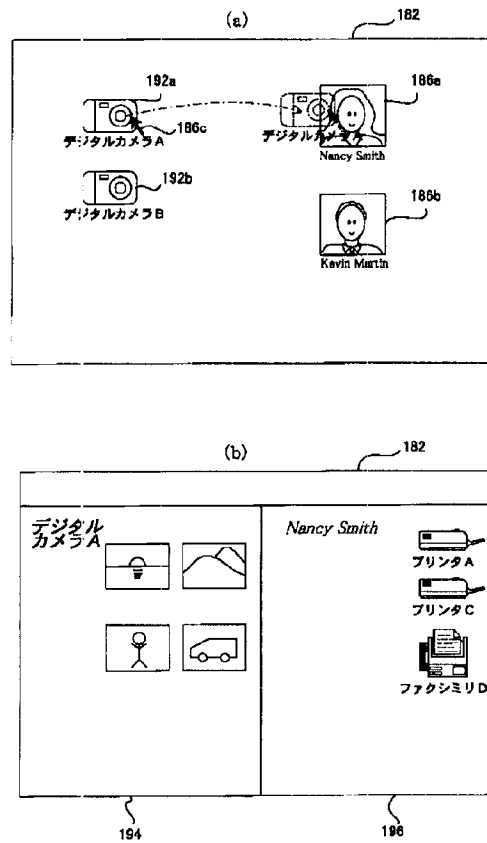 (a)
182
192a
186a
186c
デジタルカメラA
デジタルカメラ
Nancy Smith
192b
デジタルカメラB
186b
Kevin Martin
(b)
182
デジタル
カメラA
Nancy Smith
プリンタA
プリンタC
ファクシミリD
194
196